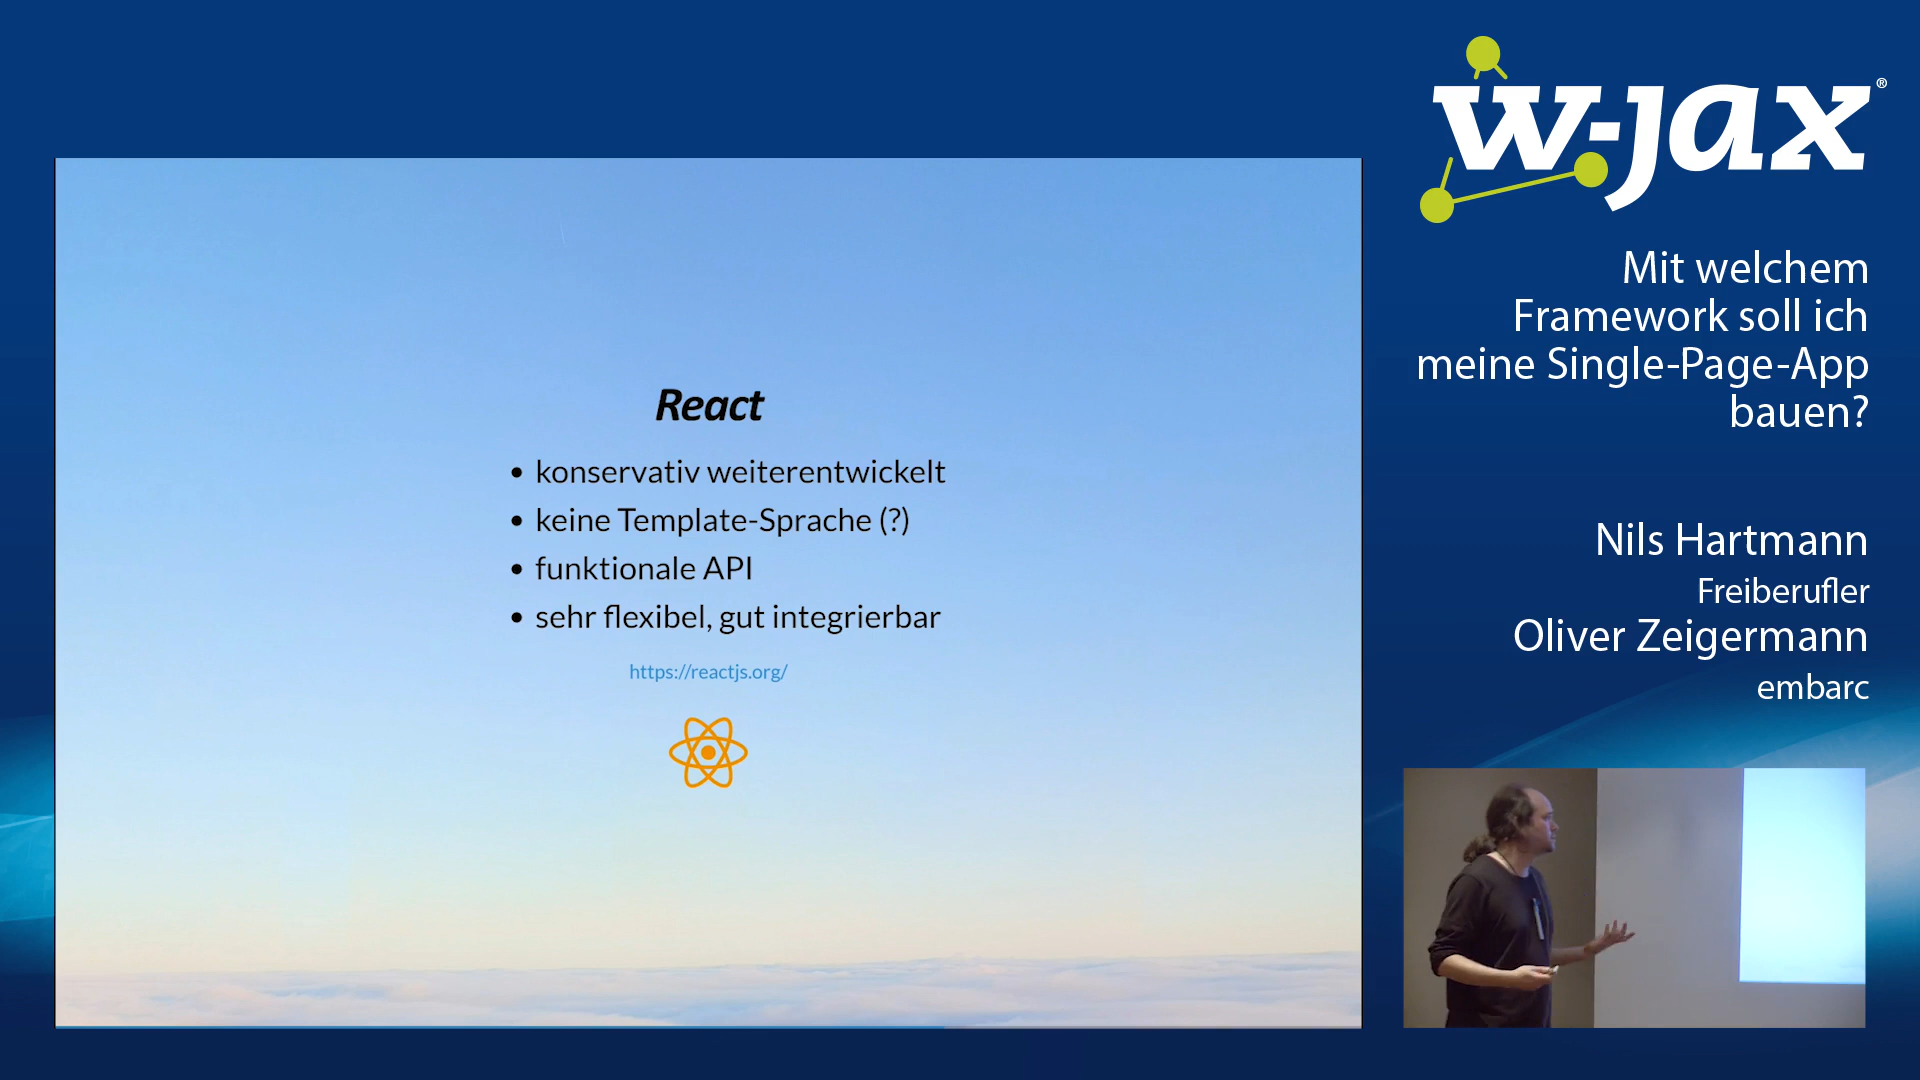 React
• konservativ weiterentwickelt
• keine Template-Sprache (?)
• funktionale API
• sehr flexibel, gut integrierbar
https://reactjs.org/
w-jax®
Mit welchem
Framework soll ich
meine Single-Page-App
bauen?
Nils Hartmann
Freiberufler
Oliver Zeigermann
embarc